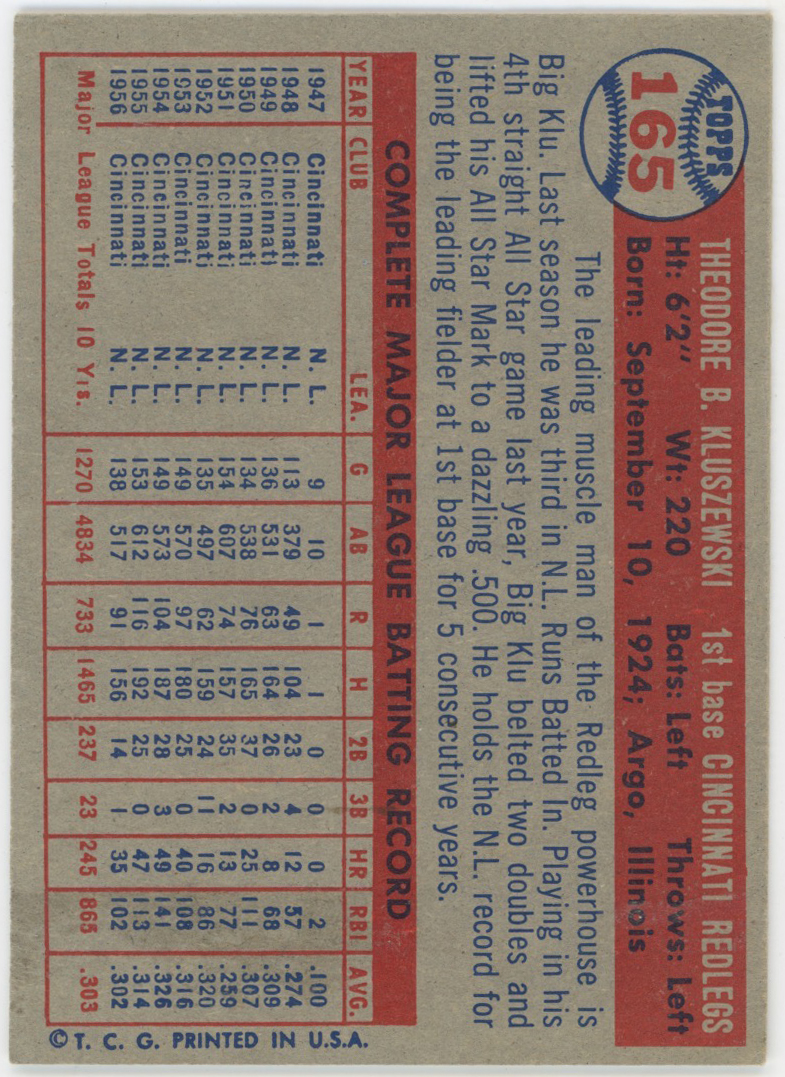 TOPPS
165
THEODORE B. KLUSZEWSKI 1st base CINCINNATI REDLEGS
Ht: 6'2" Wt: 220 Bats: Left Throws: Left
Born: September 10, 1924; Argo, Illinois
The leading muscle man of the Redleg powerhouse is
Big Klu. Last season he was third in N.L. Runs Batted In. Playing in his
4th straight All Star game last year, Big Klu belted two doubles and
lifted his All Star Mark to a dazzling .500. He holds the N.L. record for
being the leading fielder at 1st base for 5 consecutive years.
COMPLETE MAJOR LEAGUE BATTING RECORD
YEAR CLUB LEA. G AB R H 2B 3B HR RBI AVG.
1947 Cincinnati N. L. 9 10 1 1 0 0 0 2 .100
1948 Cincinnati N. L. 113 379 49 104 23 4 12 57 .274
1949 Cincinnati N. L. 136 531 63 164 26 2 8 68 .309
1950 Cincinnati N. L. 134 538 76 165 37 0 25 111 .307
1951 Cincinnati N. L. 154 607 74 157 35 2 13 77 .259
1952 Cincinnati N. L. 135 497 62 159 24 11 16 86 .320
1953 Cincinnati N. L. 149 570 97 180 25 0 40 108 .316
1954 Cincinnati N. L. 149 573 104 187 28 3 49 141 .326
1955 Cincinnati N. L. 153 612 116 192 25 0 47 113 .314
1956 Cincinnati N. L. 138 517 91 156 14 1 35 102 .302
Major League Totals 10 Yrs. 1270 4834 733 1465 237 23 245 865 .303
© T. C. G. PRINTED IN U.S.A.